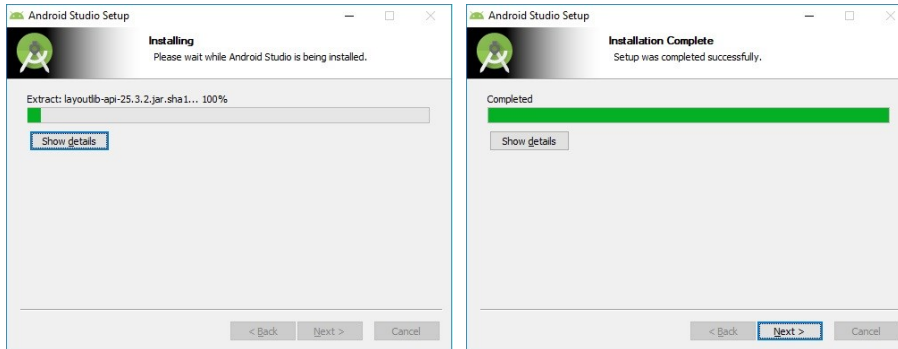 Android Studio Setup
Installing
Please wait while Android Studio is being installed.
Extract: layoutlib-api-25.3.2.jar.sha1... 100%
Show details
< Back
Next >
Cancel
Android Studio Setup
Installation Complete
Setup was completed successfully.
Completed
Show details
< Back
Next >
Cancel